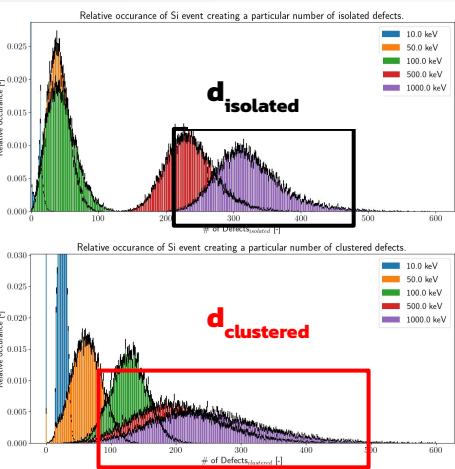 Relative occurance of Si event creating a particular number of isolated defects.
Relative occurance [-]
0.025
0.020
0.015
0.010
0.005
0.000
10.0 keV
50.0 keV
100.0 keV
500.0 keV
1000.0 keV
d isolated
0 100 200 300 400 500 600
# of Defects isolated [-]
Relative occurance of Si event creating a particular number of clustered defects.
Relative occurance [-]
0.030
0.025
0.020
0.015
0.010
0.005
0.000
10.0 keV
50.0 keV
100.0 keV
500.0 keV
1000.0 keV
d clustered
0 100 200 300 400 500 600
# of Defects clustered [-]